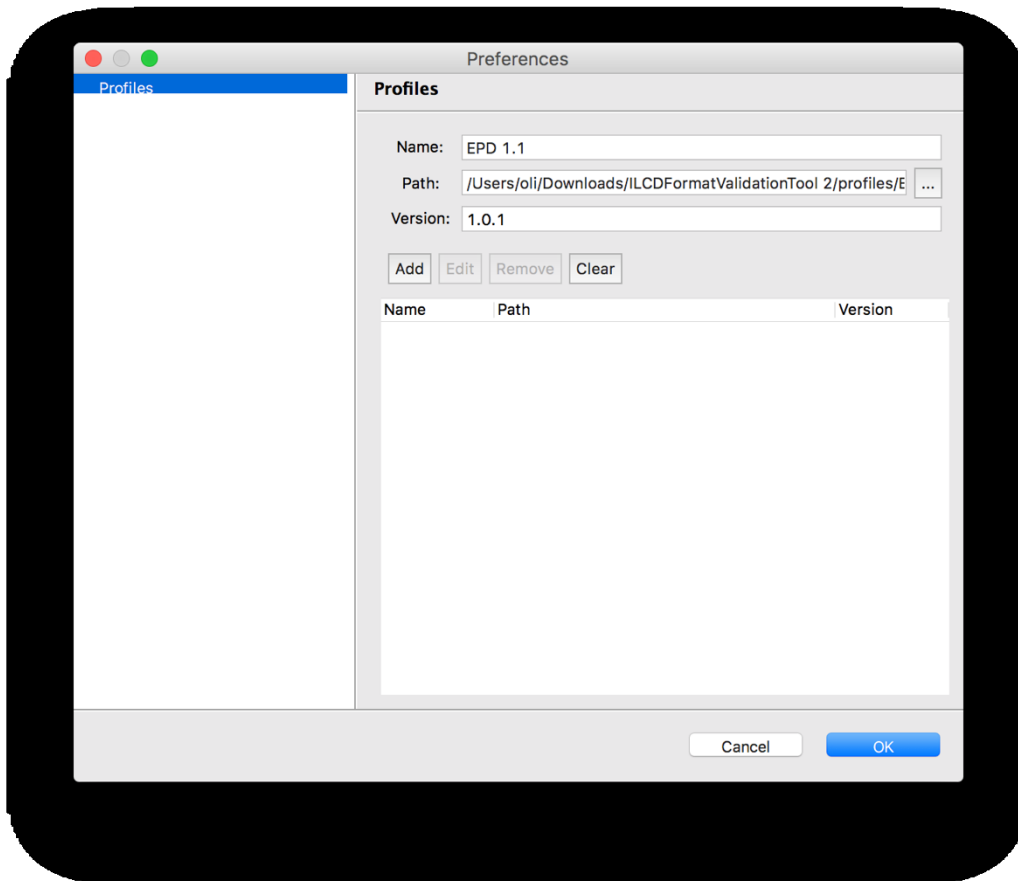 Preferences
Profiles
Profiles
Name: EPD 1.1
Path: /Users/oli/Downloads/ILCDFormatValidationTool 2/profiles/E ...
Version: 1.0.1
Add Edit Remove Clear
Name Path Version
Cancel OK